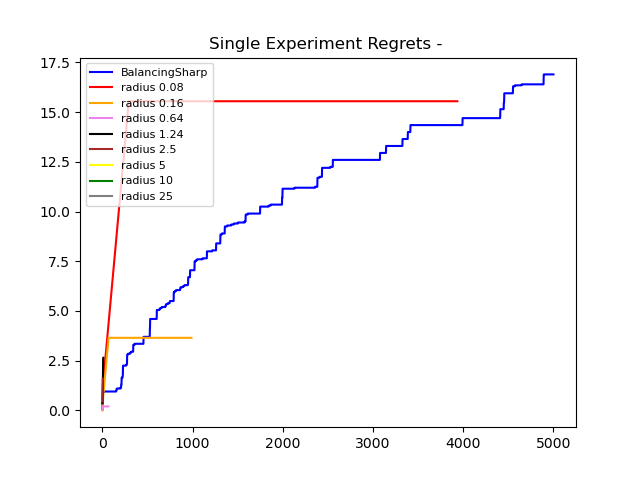 Single Experiment Regrets -
17.5
15.0
12.5
10.0
7.5
5.0
2.5
0.0
BalancingSharp
radius 0.08
radius 0.16
radius 0.64
radius 1.24
radius 2.5
radius 5
radius 10
radius 25
0 1000 2000 3000 4000 5000